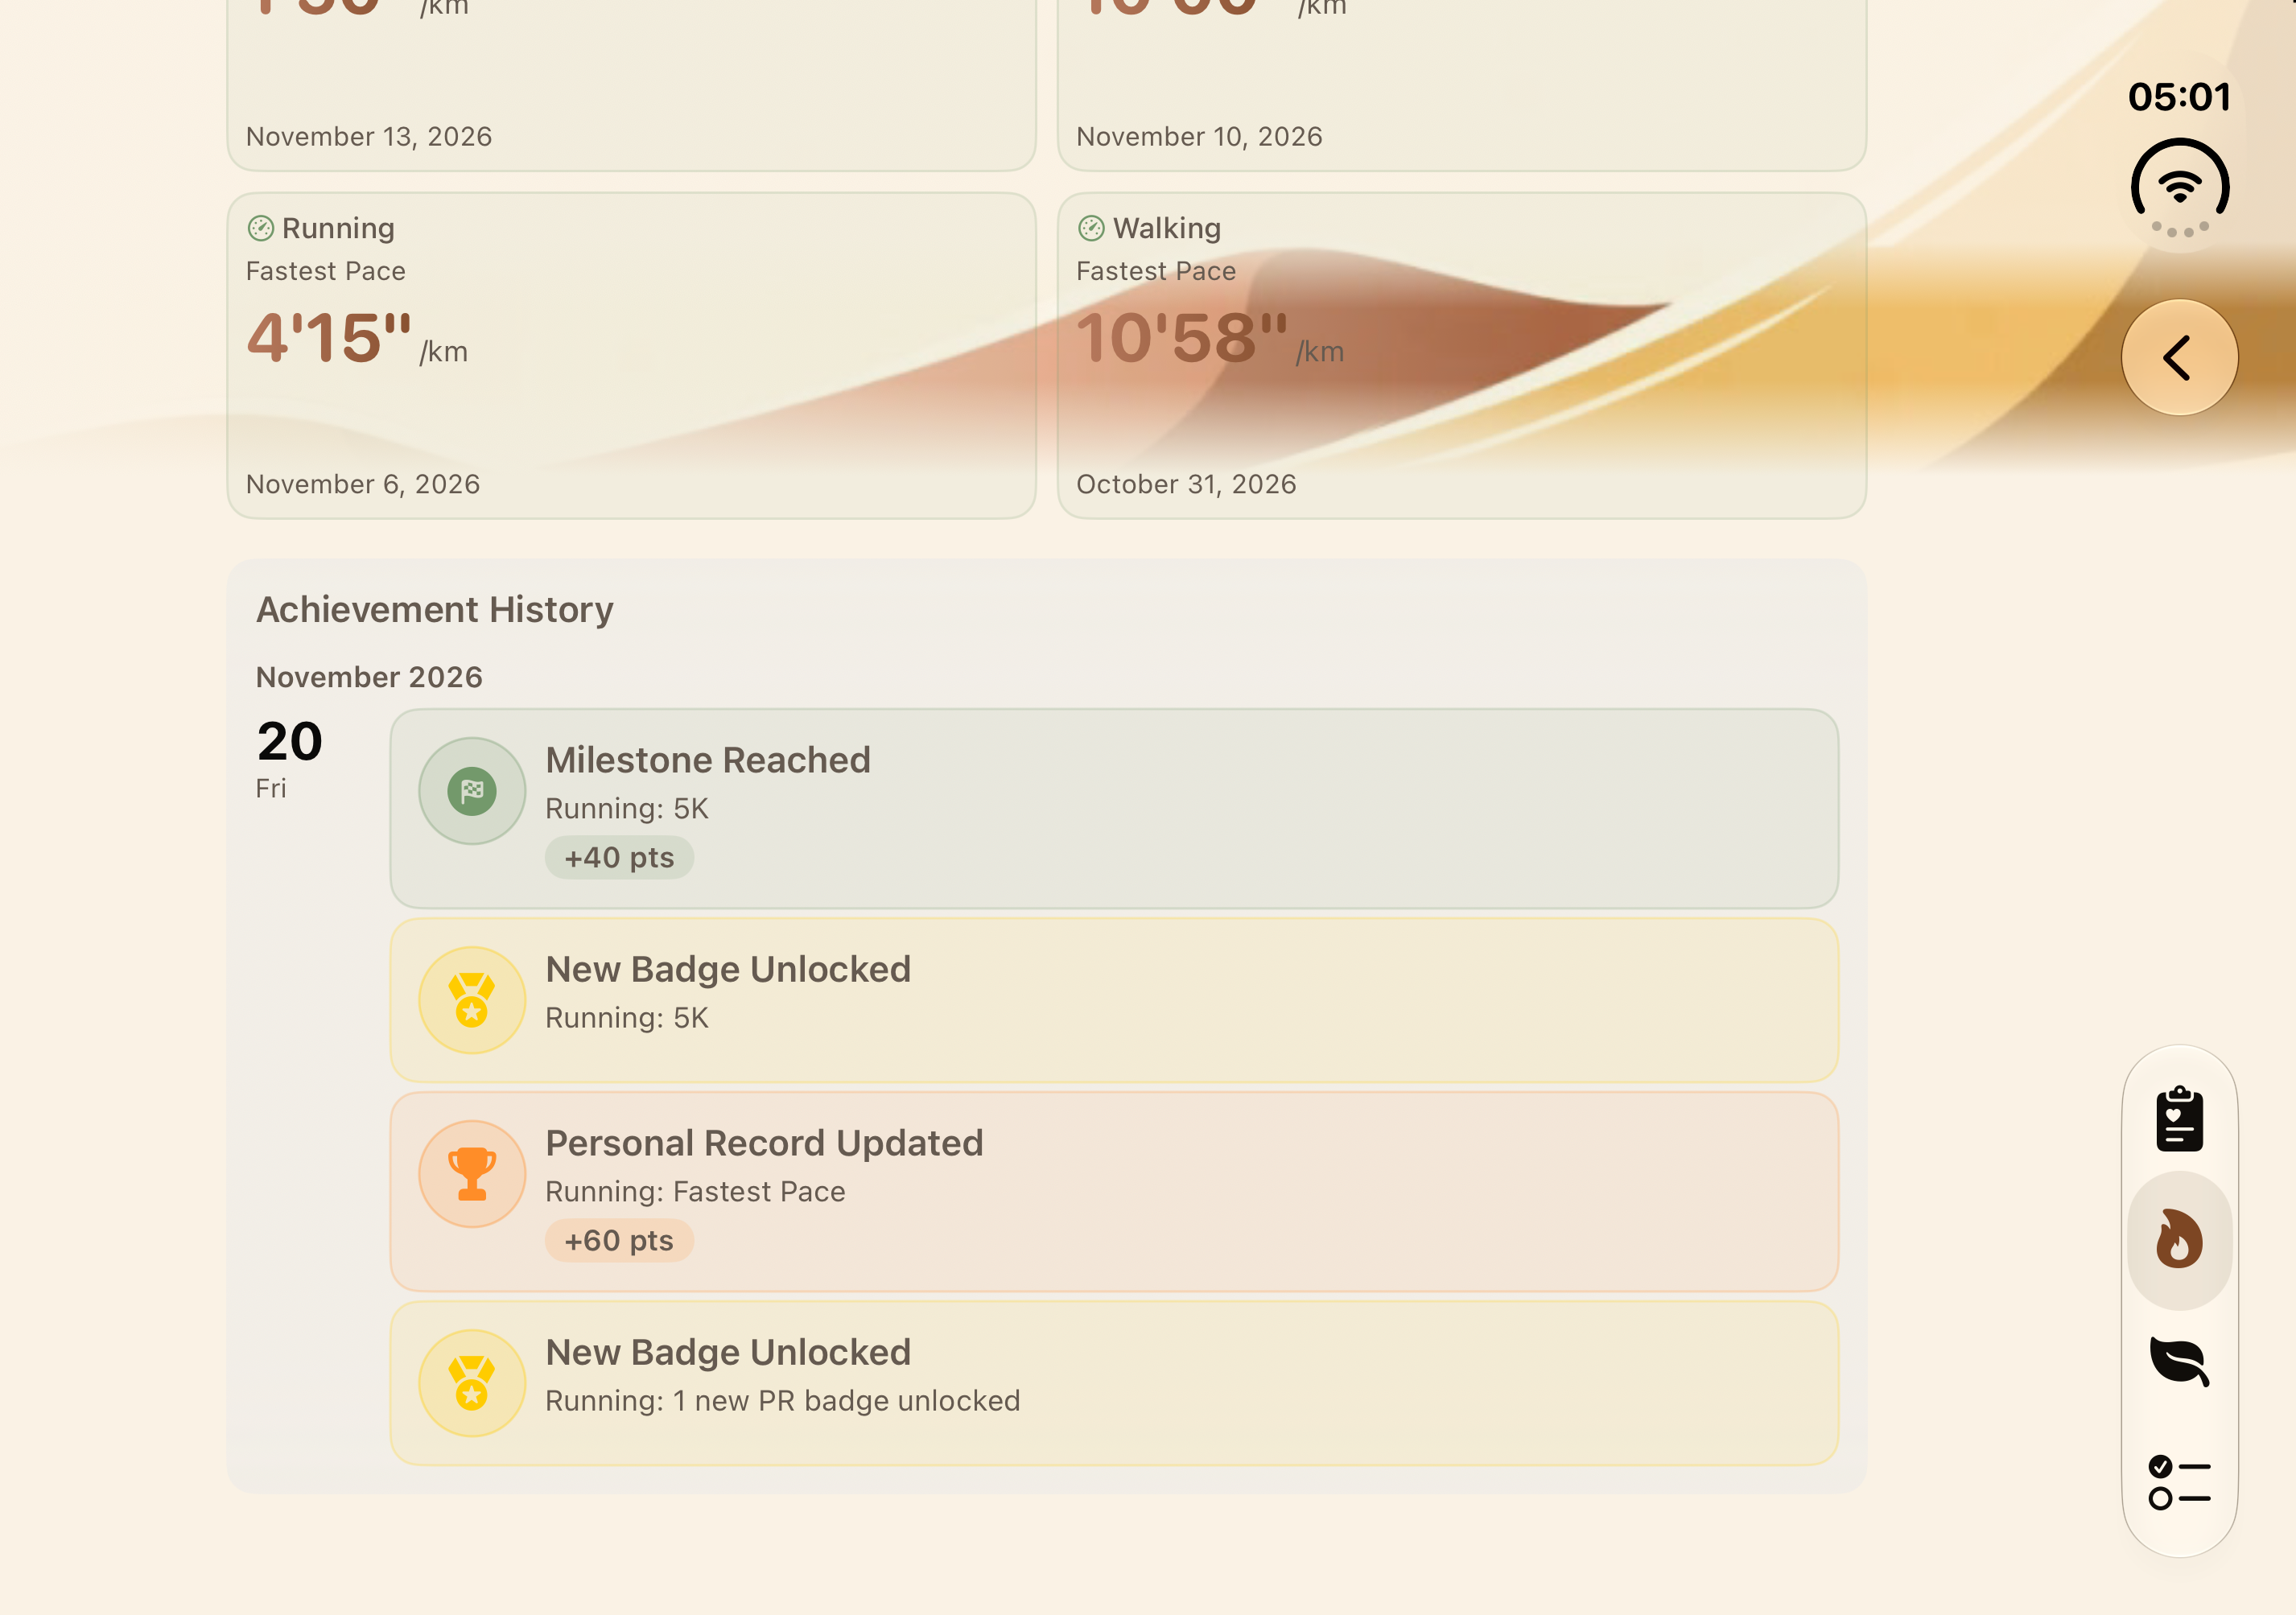 /km
/km
November 13, 2026
November 10, 2026
05:01
Running
Fastest Pace
4'15"/km
November 6, 2026
Walking
Fastest Pace
10'58"/km
October 31, 2026
Achievement History
November 2026
20
Fri
Milestone Reached
Running: 5K
+40 pts
New Badge Unlocked
Running: 5K
Personal Record Updated
Running: Fastest Pace
+60 pts
New Badge Unlocked
Running: 1 new PR badge unlocked